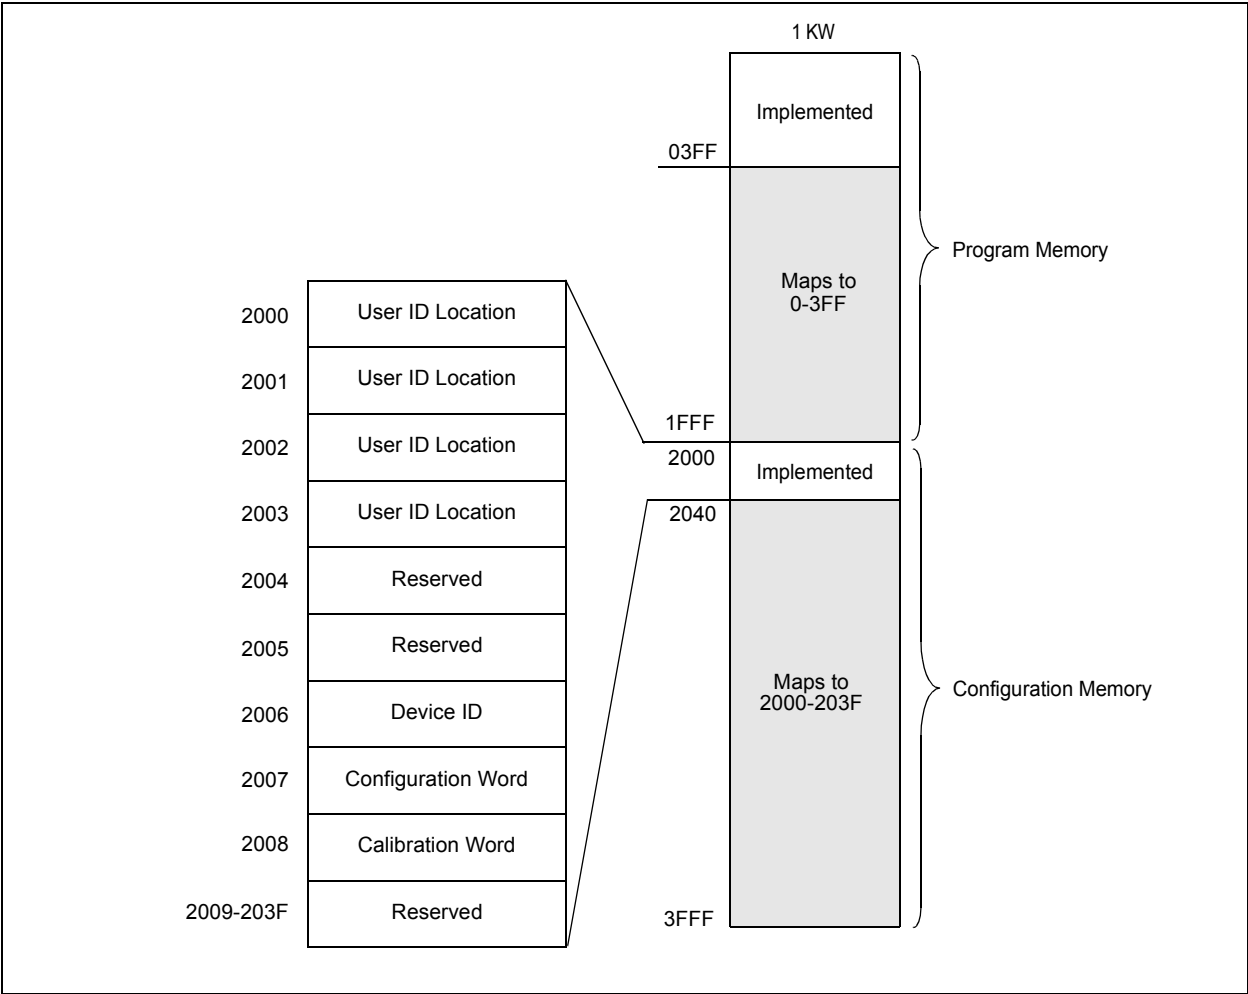 1 KW
Implemented
03FF
Maps to
0-3FF
Program Memory
1FFF
2000
Implemented
2040
Maps to
2000-203F
Configuration Memory
3FFF
2000
User ID Location
2001
User ID Location
2002
User ID Location
2003
User ID Location
2004
Reserved
2005
Reserved
2006
Device ID
2007
Configuration Word
2008
Calibration Word
2009-203F
Reserved